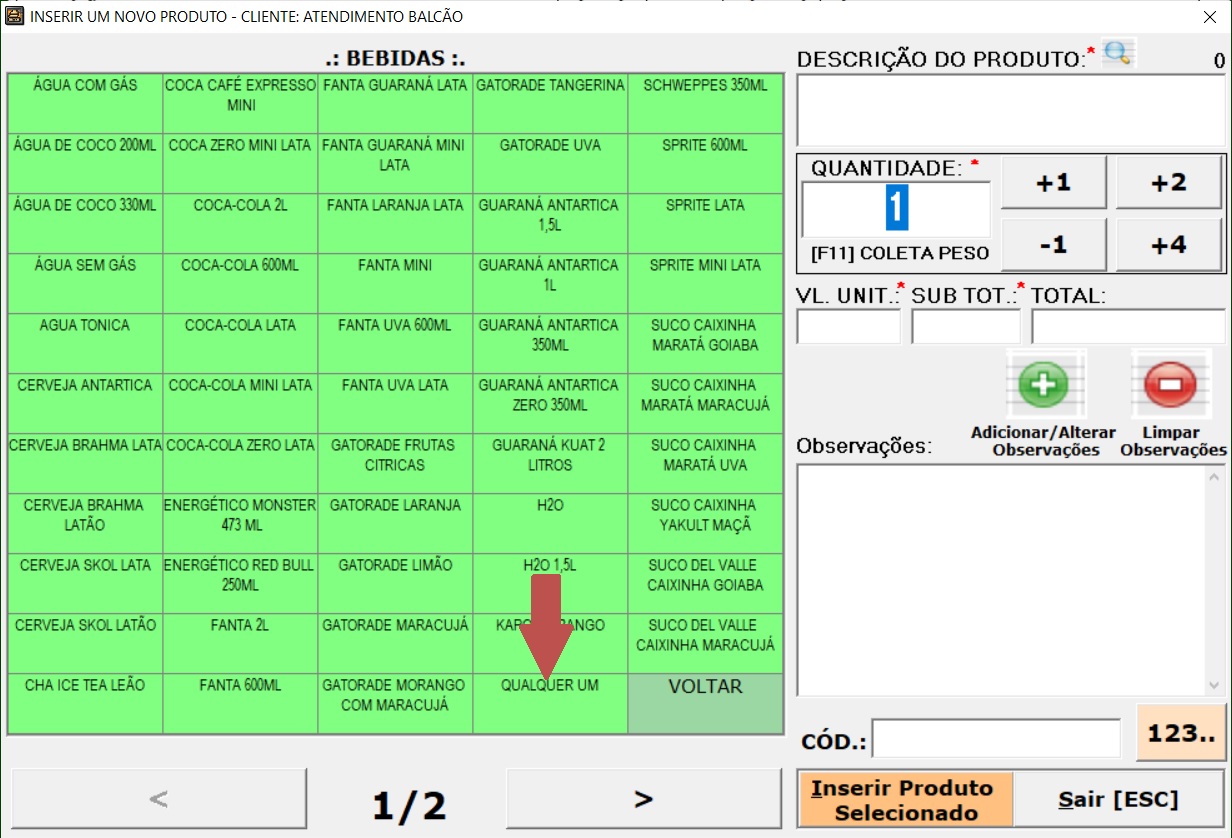 INSERIR UM NOVO PRODUTO - CLIENTE: ATENDIMENTO BALCÃO
.: BEBIDAS :.
ÁGUA COM GÁS
COCA CAFÉ EXPRESSO
MINI
FANTA GUARANÁ LATA
GATORADE TANGERINA
SCHWEPPES 350ML
ÁGUA DE COCO 200ML
COCA ZERO MINI LATA
FANTA GUARANÁ MINI
LATA
GATORADE UVA
SPRITE 600ML
ÁGUA DE COCO 330ML
COCA-COLA 2L
FANTA LARANJA LATA
GUARANÁ ANTARTICA
1,5L
SPRITE LATA
ÁGUA SEM GÁS
COCA-COLA 600ML
FANTA MINI
GUARANÁ ANTARTICA
1L
SPRITE MINI LATA
AGUA TONICA
COCA-COLA LATA
FANTA UVA 600ML
GUARANÁ ANTARTICA
350ML
SUCO CAIXINHA
MARATÁ GOIABA
CERVEJA ANTARTICA
COCA-COLA MINI LATA
FANTA UVA LATA
GUARANÁ ANTARTICA
ZERO 350ML
SUCO CAIXINHA
MARATÁ MARACUJÁ
CERVEJA BRAHMA LATA
COCA-COLA ZERO LATA
GATORADE FRUTAS
CITRICAS
GUARANÁ KUAT 2
LITROS
SUCO CAIXINHA
MARATÁ UVA
CERVEJA BRAHMA
LATÃO
ENERGÉTICO MONSTER
473 ML
GATORADE LARANJA
H2O
SUCO CAIXINHA
YAKULT MAÇÃ
CERVEJA SKOL LATA
ENERGÉTICO RED BULL
250ML
GATORADE LIMÃO
H2O 1,5L
SUCO DEL VALLE
CAIXINHA GOIABA
CERVEJA SKOL LATÃO
FANTA 2L
GATORADE MARACUJÁ
SUCO DEL VALLE
CAIXINHA MARACUJÁ
CHA ICE TEA LEÃO
FANTA 600ML
GATORADE MORANGO
COM MARACUJÁ
QUALQUER UM
VOLTAR
<
1/2
>
DESCRIÇÃO DO PRODUTO:*
0
QUANTIDADE: *
1
[F11] COLETA PESO
+1
+2
-1
+4
VL. UNIT.:* SUB TOT.:* TOTAL:
Adicionar/Alterar
Observações
Limpar
Observações
Observações:
CÓD.:
123..
Inserir Produto
Selecionado
Sair [ESC]